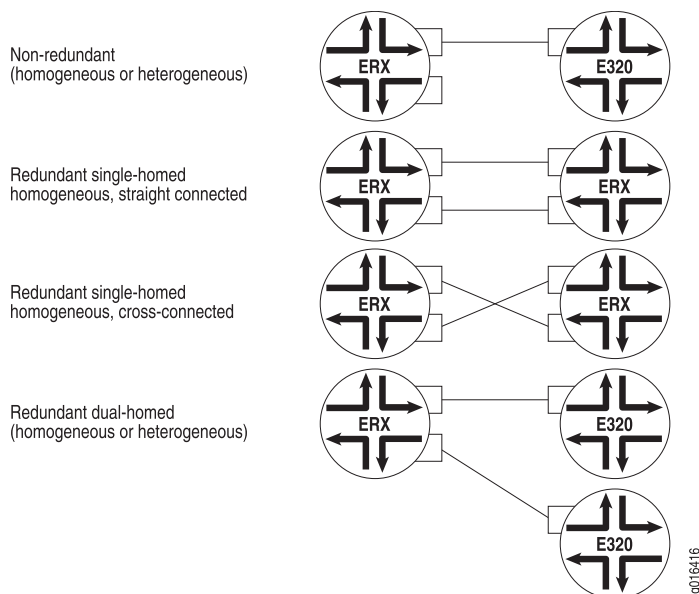 Non-redundant
(homogeneous or heterogeneous)
ERX
E320
Redundant single-homed
homogeneous, straight connected
ERX
ERX
Redundant single-homed
homogeneous, cross-connected
ERX
ERX
Redundant dual-homed
(homogeneous or heterogeneous)
ERX
E320
E320
g016416